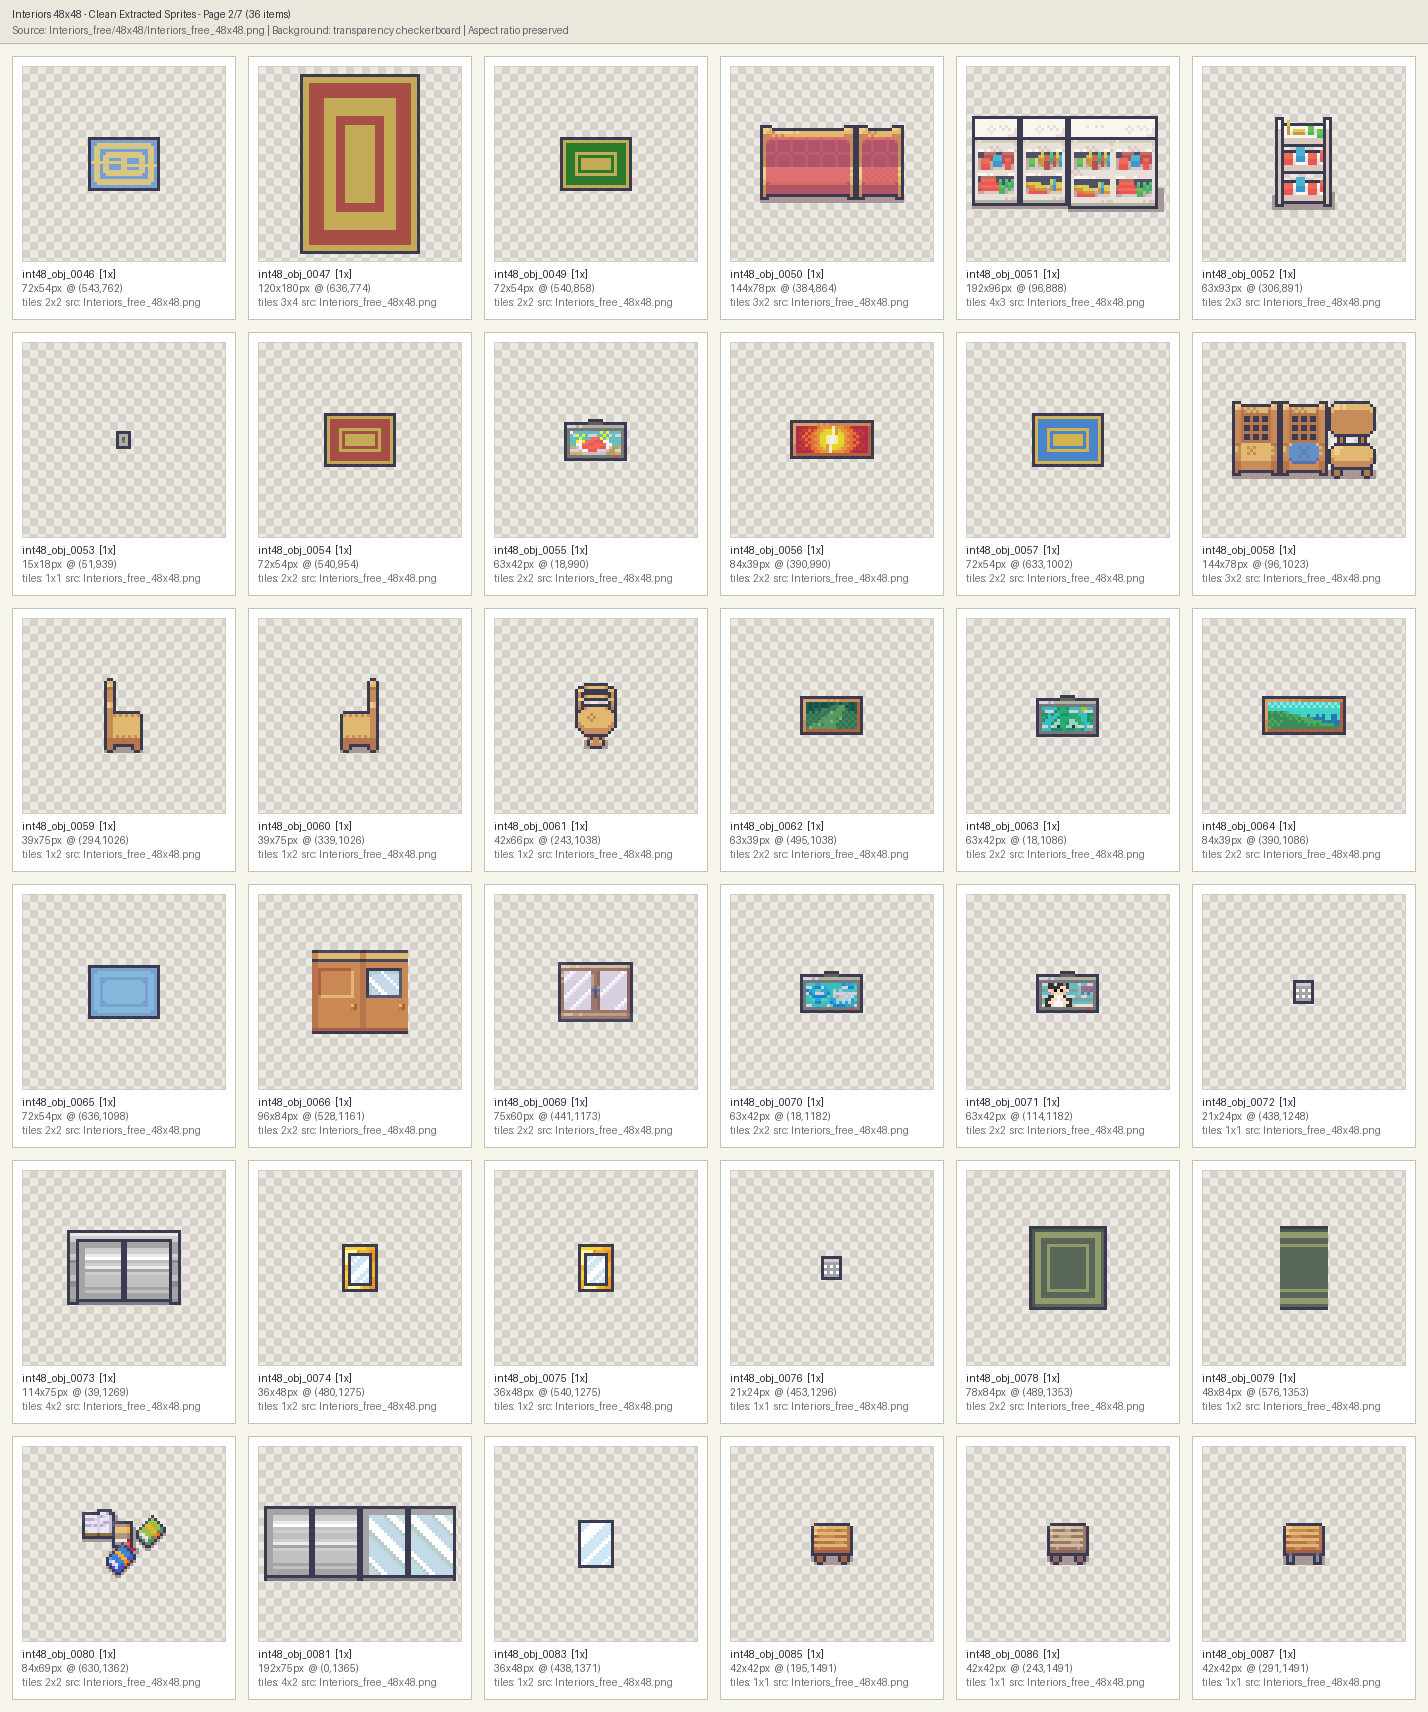 Interiors 48x48 - Clean Extracted Sprites - Page 2/7 (36 items)
Source: Interiors_free/48x48/Interiors_free_48x48.png | Background: transparency checkerboard | Aspect ratio preserved
int48_obj_0046 [1x]
72x54px @ (543,762)
tiles: 2x2 src: Interiors_free_48x48.png
int48_obj_0047 [1x]
120x180px @ (636,774)
tiles: 3x4 src: Interiors_free_48x48.png
int48_obj_0049 [1x]
72x54px @ (540,858)
tiles: 2x2 src: Interiors_free_48x48.png
int48_obj_0050 [1x]
144x78px @ (384,864)
tiles: 3x2 src: Interiors_free_48x48.png
int48_obj_0051 [1x]
192x96px @ (96,888)
tiles: 4x3 src: Interiors_free_48x48.png
int48_obj_0052 [1x]
63x93px @ (306,891)
tiles: 2x3 src: Interiors_free_48x48.png
int48_obj_0053 [1x]
15x18px @ (51,939)
tiles: 1x1 src: Interiors_free_48x48.png
int48_obj_0054 [1x]
72x54px @ (540,954)
tiles: 2x2 src: Interiors_free_48x48.png
int48_obj_0055 [1x]
63x42px @ (18,990)
tiles: 2x2 src: Interiors_free_48x48.png
int48_obj_0056 [1x]
84x39px @ (390,990)
tiles: 2x2 src: Interiors_free_48x48.png
int48_obj_0057 [1x]
72x54px @ (633,1002)
tiles: 2x2 src: Interiors_free_48x48.png
int48_obj_0058 [1x]
144x78px @ (96,1023)
tiles: 3x2 src: Interiors_free_48x48.png
int48_obj_0059 [1x]
39x75px @ (294,1026)
tiles: 1x2 src: Interiors_free_48x48.png
int48_obj_0060 [1x]
39x75px @ (339,1026)
tiles: 1x2 src: Interiors_free_48x48.png
int48_obj_0061 [1x]
42x66px @ (243,1038)
tiles: 1x2 src: Interiors_free_48x48.png
int48_obj_0062 [1x]
63x39px @ (495,1038)
tiles: 2x2 src: Interiors_free_48x48.png
int48_obj_0063 [1x]
63x42px @ (18,1086)
tiles: 2x2 src: Interiors_free_48x48.png
int48_obj_0064 [1x]
84x39px @ (390,1086)
tiles: 2x2 src: Interiors_free_48x48.png
int48_obj_0065 [1x]
72x54px @ (636,1098)
tiles: 2x2 src: Interiors_free_48x48.png
int48_obj_0066 [1x]
96x84px @ (528,1161)
tiles: 2x2 src: Interiors_free_48x48.png
int48_obj_0069 [1x]
75x60px @ (441,1173)
tiles: 2x2 src: Interiors_free_48x48.png
int48_obj_0070 [1x]
63x42px @ (18,1182)
tiles: 2x2 src: Interiors_free_48x48.png
int48_obj_0071 [1x]
63x42px @ (114,1182)
tiles: 2x2 src: Interiors_free_48x48.png
int48_obj_0072 [1x]
21x24px @ (438,1248)
tiles: 1x1 src: Interiors_free_48x48.png
int48_obj_0073 [1x]
114x75px @ (39,1269)
tiles: 4x2 src: Interiors_free_48x48.png
int48_obj_0074 [1x]
36x48px @ (480,1275)
tiles: 1x2 src: Interiors_free_48x48.png
int48_obj_0075 [1x]
36x48px @ (540,1275)
tiles: 1x2 src: Interiors_free_48x48.png
int48_obj_0076 [1x]
21x24px @ (453,1296)
tiles: 1x1 src: Interiors_free_48x48.png
int48_obj_0078 [1x]
78x84px @ (489,1353)
tiles: 2x2 src: Interiors_free_48x48.png
int48_obj_0079 [1x]
48x84px @ (576,1353)
tiles: 1x2 src: Interiors_free_48x48.png
int48_obj_0080 [1x]
84x69px @ (630,1362)
tiles: 2x2 src: Interiors_free_48x48.png
int48_obj_0081 [1x]
192x75px @ (0,1365)
tiles: 4x2 src: Interiors_free_48x48.png
int48_obj_0083 [1x]
36x48px @ (438,1371)
tiles: 1x2 src: Interiors_free_48x48.png
int48_obj_0085 [1x]
42x42px @ (195,1491)
tiles: 1x1 src: Interiors_free_48x48.png
int48_obj_0086 [1x]
42x42px @ (243,1491)
tiles: 1x1 src: Interiors_free_48x48.png
int48_obj_0087 [1x]
42x42px @ (291,1491)
tiles: 1x1 src: Interiors_free_48x48.png